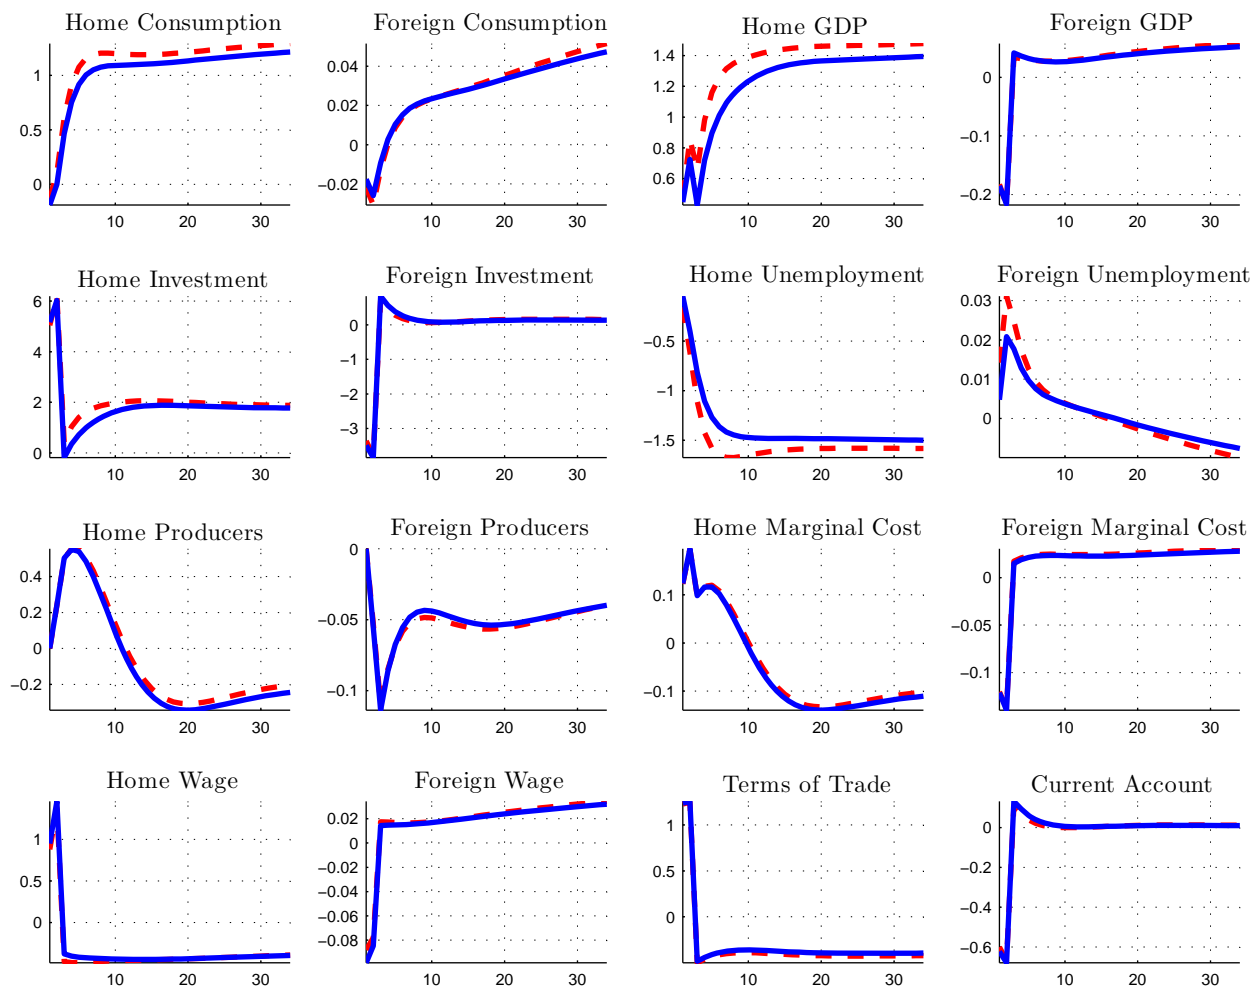 Home Consumption
1
0.5
0
10 20 30
Foreign Consumption
0.04
0.02
0
−0.02
10 20 30
Home GDP
1.4
1.2
1
0.8
0.6
10 20 30
Foreign GDP
0
−0.1
−0.2
10 20 30
Home Investment
6
4
2
0
10 20 30
Foreign Investment
0
−1
−2
−3
10 20 30
Home Unemployment
−0.5
−1
−1.5
10 20 30
Foreign Unemployment
0.03
0.02
0.01
0
10 20 30
Home Producers
0.4
0.2
0
−0.2
10 20 30
Foreign Producers
0
−0.05
−0.1
10 20 30
Home Marginal Cost
0.1
0
−0.1
10 20 30
Foreign Marginal Cost
0
−0.05
−0.1
10 20 30
Home Wage
1
0.5
0
10 20 30
Foreign Wage
0.02
0
−0.02
−0.04
−0.06
−0.08
10 20 30
Terms of Trade
1
0.5
0
10 20 30
Current Account
0
−0.2
−0.4
−0.6
10 20 30